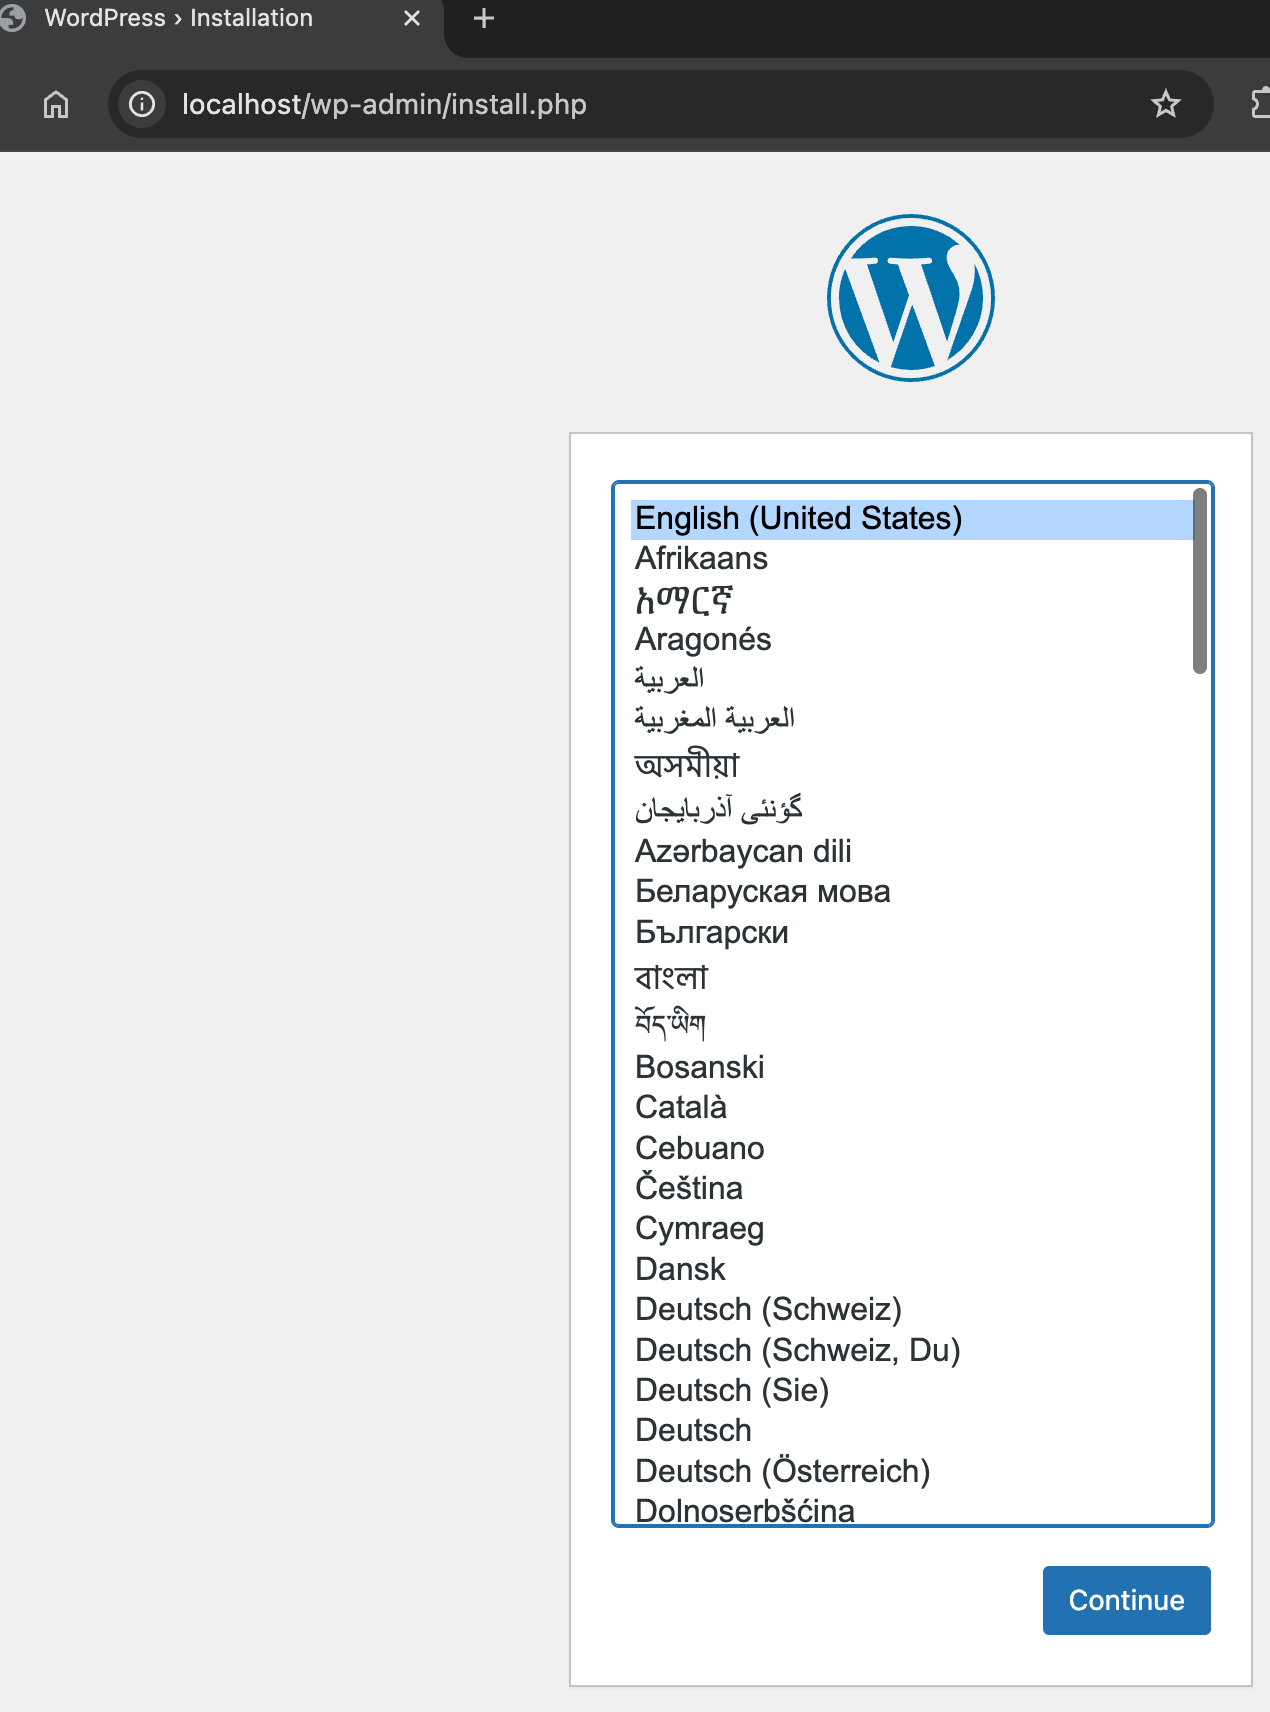 WordPress › Installation
localhost/wp-admin/install.php
English (United States)
Afrikaans
አማርኛ
Aragonés
العربية
العربية المغربية
অসমীয়া
گؤنئی آذربایجان
Azərbaycan dili
Беларуская мова
Български
বাংলা
བོད་ཡིག
Bosanski
Català
Cebuano
Čeština
Cymraeg
Dansk
Deutsch (Schweiz)
Deutsch (Schweiz, Du)
Deutsch (Sie)
Deutsch
Deutsch (Österreich)
Dolnoserbšćina
Continue